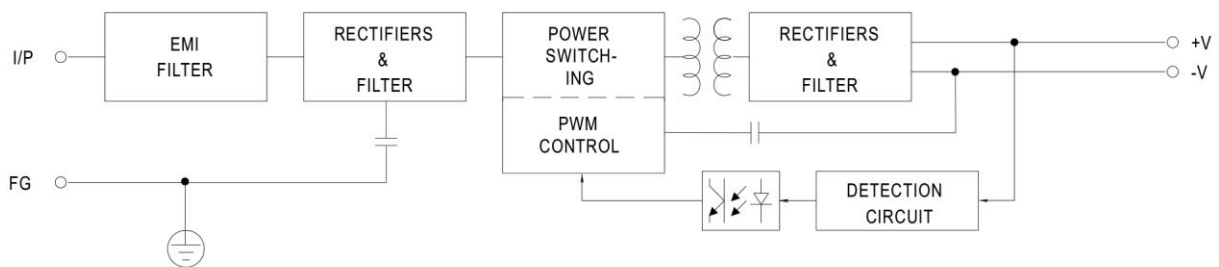 I/P
EMI
FILTER
RECTIFIERS
&
FILTER
POWER
SWITCH-
ING
PWM
CONTROL
RECTIFIERS
&
FILTER
+V
-V
FG
DETECTION
CIRCUIT